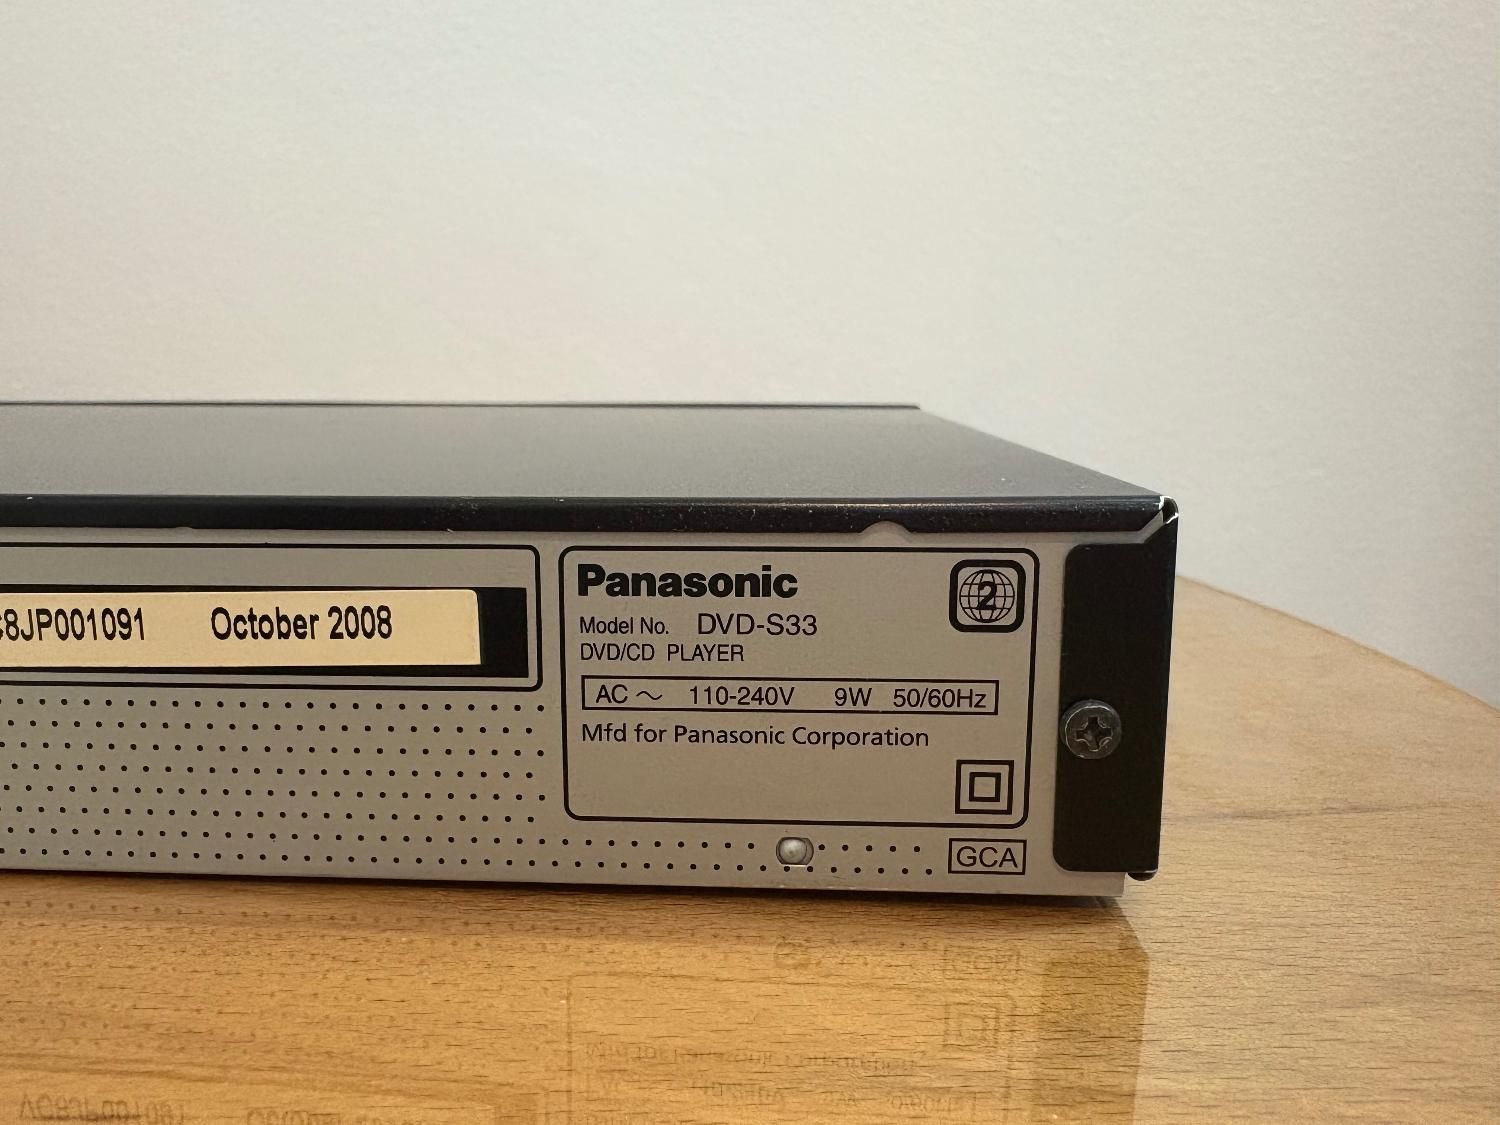 C8JP001091 October 2008
Panasonic
2
Model No. DVD-S33
DVD/CD PLAYER
AC ~ 110-240V 9W 50/60Hz
Mfd for Panasonic Corporation
GCA